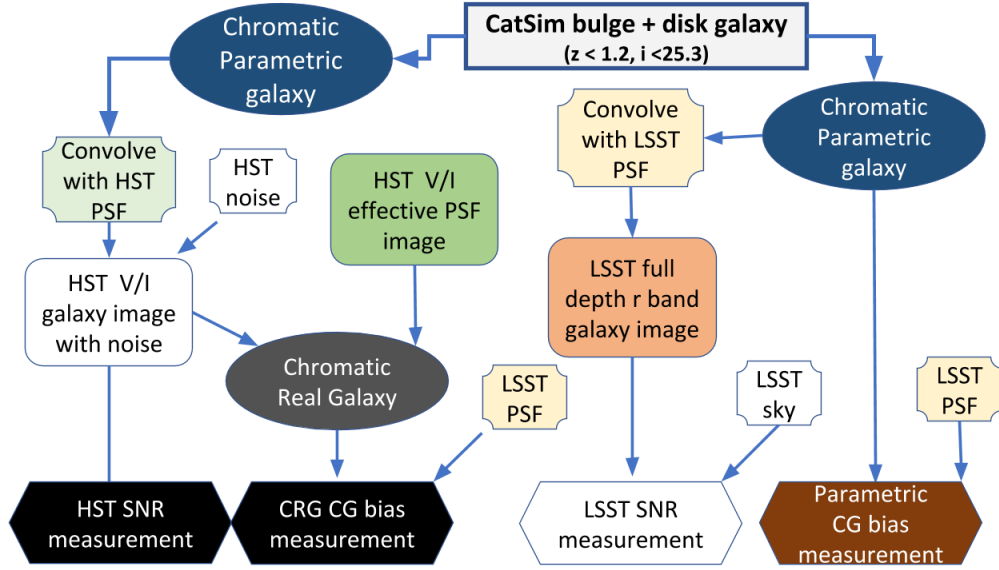 CatSim bulge + disk galaxy
(z < 1.2, i <25.3)
Chromatic
Parametric
galaxy
Chromatic
Parametric
galaxy
Convolve
with HST
PSF
HST
noise
HST V/I
effective PSF
image
Convolve
with LSST
PSF
HST V/I
galaxy image
with noise
LSST full
depth r band
galaxy image
Chromatic
Real Galaxy
LSST
PSF
LSST
sky
LSST
PSF
HST SNR
measurement
CRG CG bias
measurement
LSST SNR
measurement
Parametric
CG bias
measurement